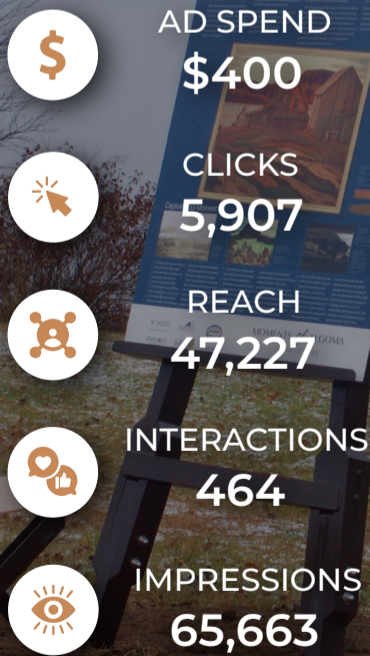 AD SPEND
$400
CLICKS
5,907
REACH
47,227
INTERACTIONS
464
IMPRESSIONS
65,663